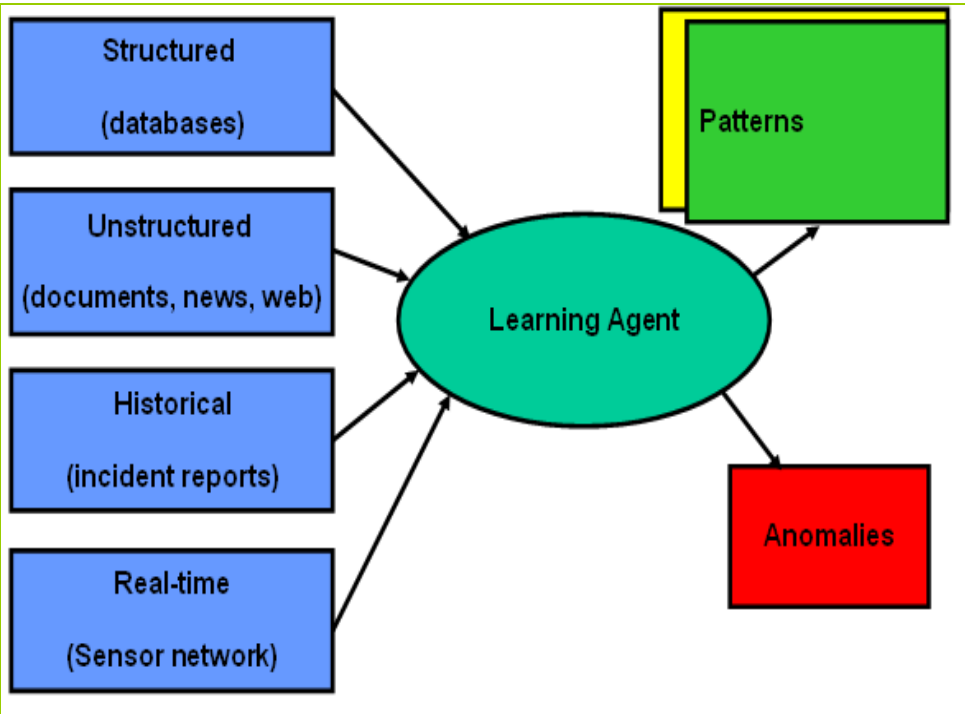 Structured
(databases)
Unstructured
(documents, news, web)
Historical
(incident reports)
Real-time
(Sensor network)
Learning Agent
Patterns
Anomalies